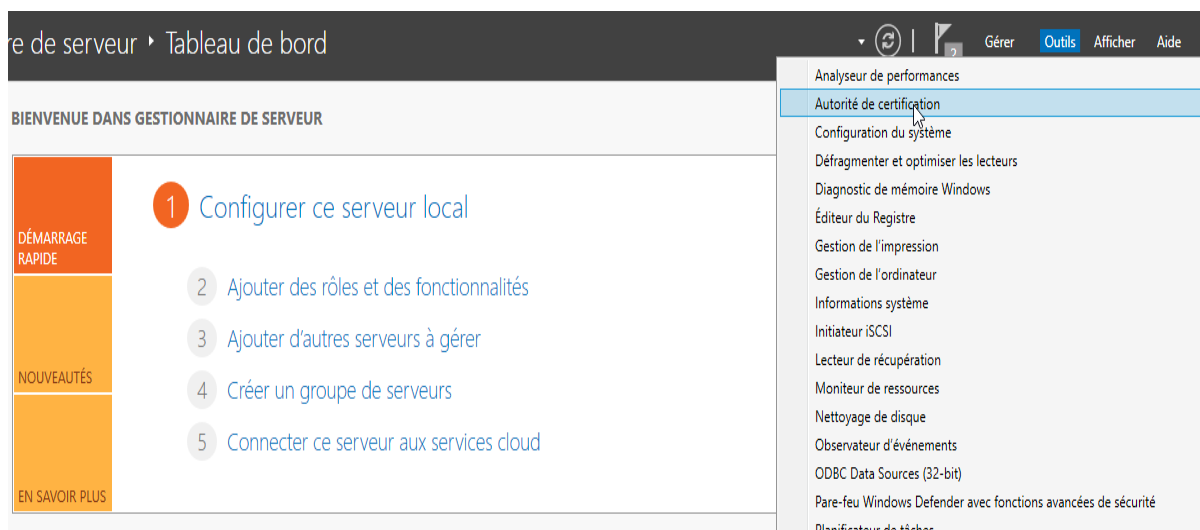 re de serveur ‣ Tableau de bord
2
Gérer Outils Afficher Aide
BIENVENUE DANS GESTIONNAIRE DE SERVEUR
DÉMARRAGE
RAPIDE
NOUVEAUTÉS
EN SAVOIR PLUS
1 Configurer ce serveur local
2 Ajouter des rôles et des fonctionnalités
3 Ajouter d'autres serveurs à gérer
4 Créer un groupe de serveurs
5 Connecter ce serveur aux services cloud
Analyseur de performances
Autorité de certification
Configuration du système
Défragmenter et optimiser les lecteurs
Diagnostic de mémoire Windows
Éditeur du Registre
Gestion de l'impression
Gestion de l'ordinateur
Informations système
Initiateur iSCSI
Lecteur de récupération
Moniteur de ressources
Nettoyage de disque
Observateur d'événements
ODBC Data Sources (32-bit)
Pare-feu Windows Defender avec fonctions avancées de sécurité
Planificateur de tâches